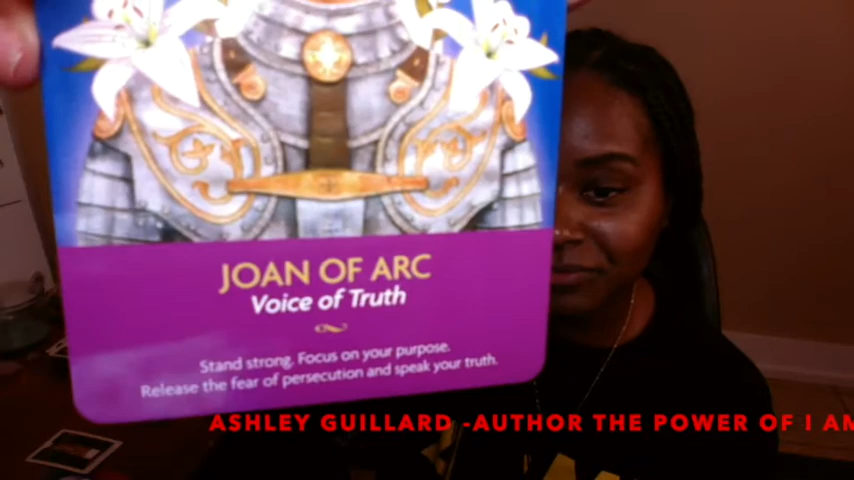 JOAN OF ARC
Voice of Truth
Stand strong. Focus on your purpose.
Release the fear of persecution and speak your truth.
ASHLEY GUILLARD -AUTHOR THE POWER OF I AM